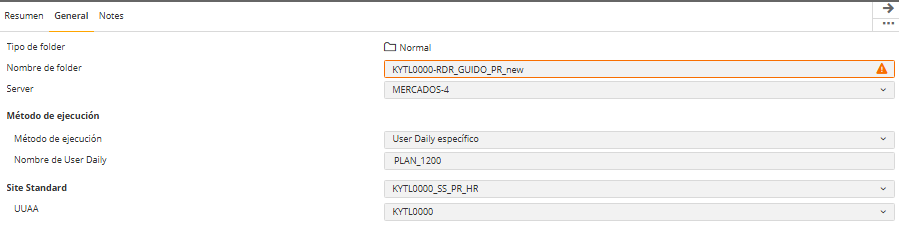 Resumen General Notes
Tipo de folder Normal
Nombre de folder KYTL0000-RDR_GUIDO_PR_new
Server MERCADOS-4
Método de ejecución
Método de ejecución User Daily específico
Nombre de User Daily PLAN_1200
Site Standard KYTL0000_SS_PR_HR
UUAA KYTL0000